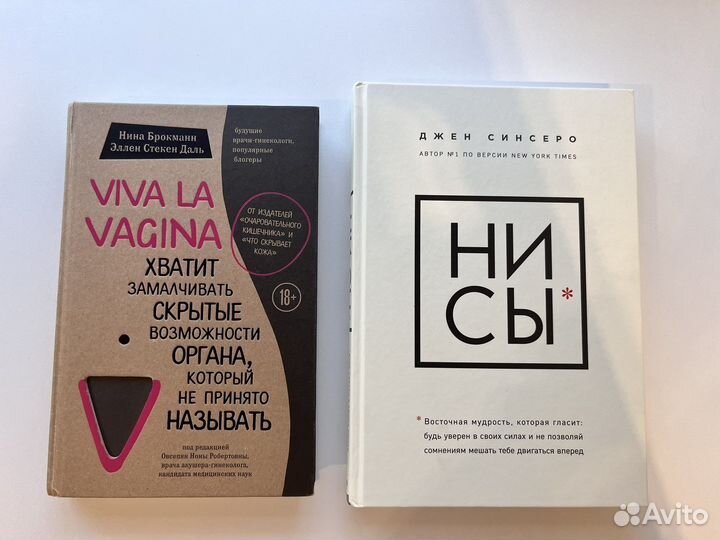 Нина Брокманн
Эллен Стекен Даль
будущие
врачи-гинекологи,
популярные
блогеры
VIVA LA
VAGINA
ОТ ИЗДАТЕЛЕЙ
«ОЧАРОВАТЕЛЬНОГО
КИШЕЧНИКА» И
«ЧТО СКРЫВАЕТ
КОЖА»
18+
ХВАТИТ
ЗАМАЛЧИВАТЬ
СКРЫТЫЕ
ВОЗМОЖНОСТИ
ОРГАНА,
КОТОРЫЙ
НЕ ПРИНЯТО
НАЗЫВАТЬ
под редакцией
Овсепян Ноны Робертовны,
врача акушера-гинеколога,
кандидата медицинских наук
ДЖЕН СИНСЕРО
АВТОР №1 ПО ВЕРСИИ NEW YORK TIMES
НИ
СЫ*
* Восточная мудрость, которая гласит:
будь уверен в своих силах и не позволяй
сомнениям мешать тебе двигаться вперед
Avito